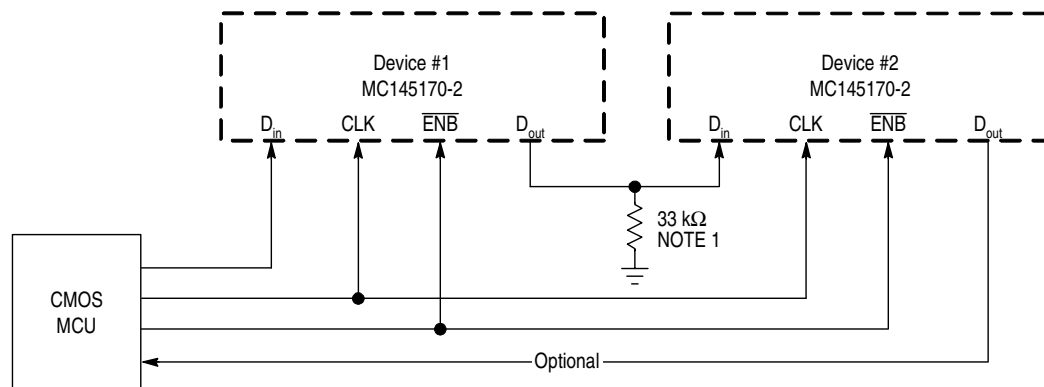 Device #1
MC145170-2
Device #2
MC145170-2
Din CLK ENB Dout
Din CLK ENB Dout
33 kΩ
NOTE 1
CMOS
MCU
Optional